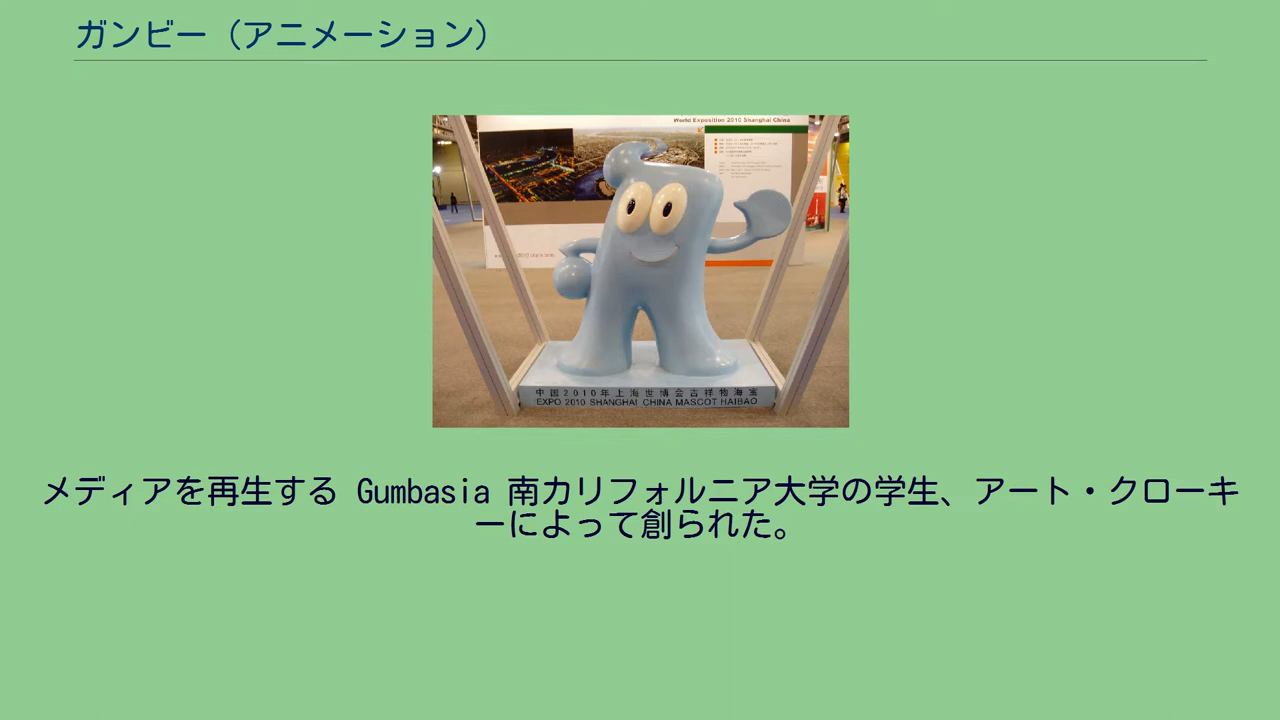 ガンビー（アニメーション）
World Exposition 2010 Shanghai China
中国2010年上海世博会吉祥物海宝
EXPO 2010 SHANGHAI CHINA MASCOT HAIBAO
メディアを再生する Gumbasia 南カリフォルニア大学の学生、アート・クローキ
ーによって創られた。